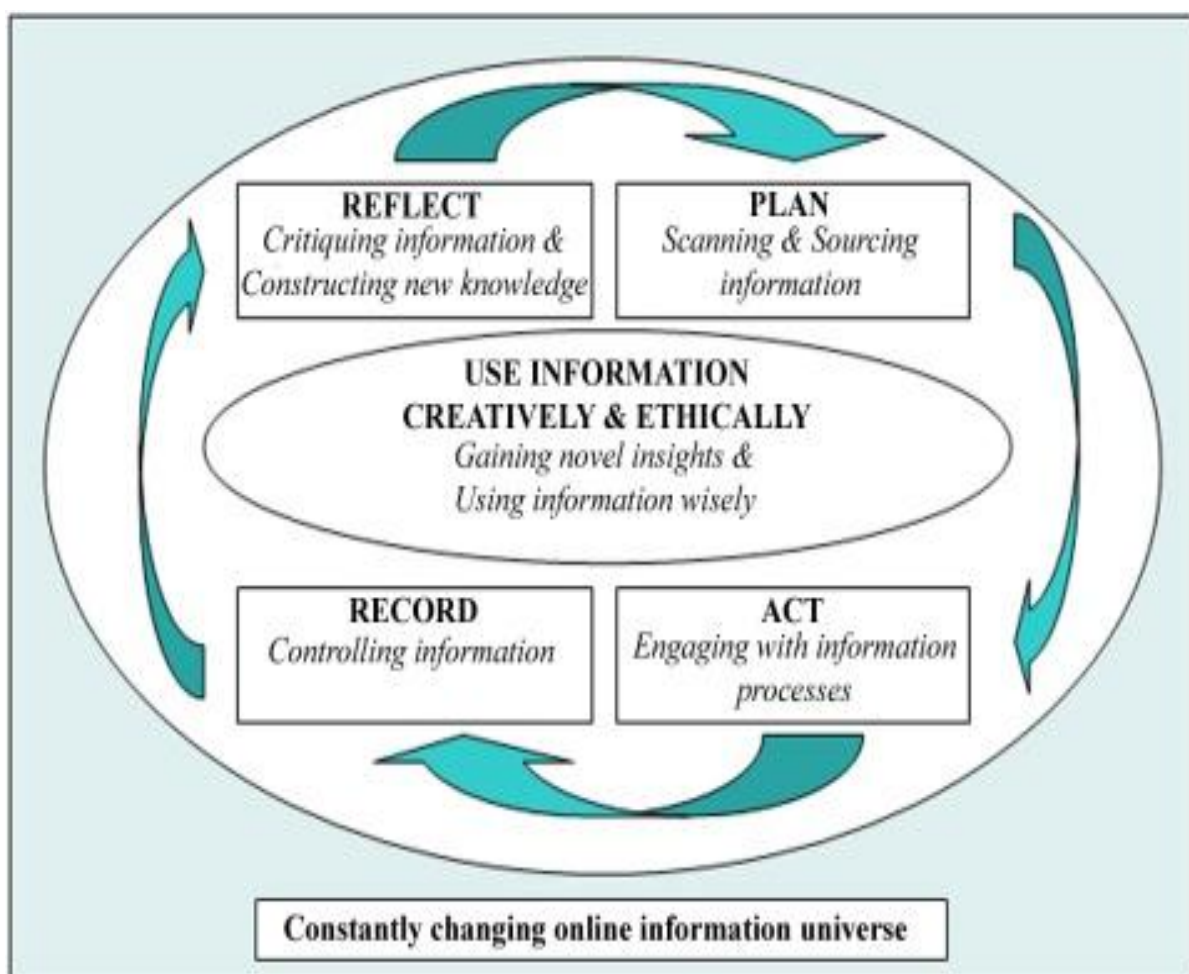 REFLECT
Critiquing information &
Constructing new knowledge
PLAN
Scanning & Sourcing
information
USE INFORMATION
CREATIVELY & ETHICALLY
Gaining novel insights &
Using information wisely
RECORD
Controlling information
ACT
Engaging with information
processes
Constantly changing online information universe